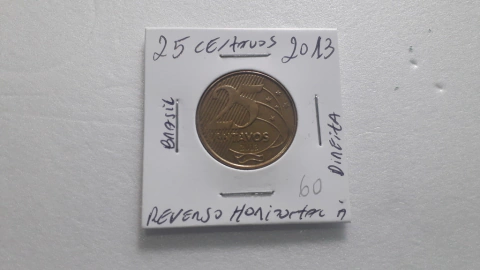 25 CENTAVOS 2013
BRASIL
25
CENTAVOS
DIREITA
60
REVERSO HORIZONTAL À